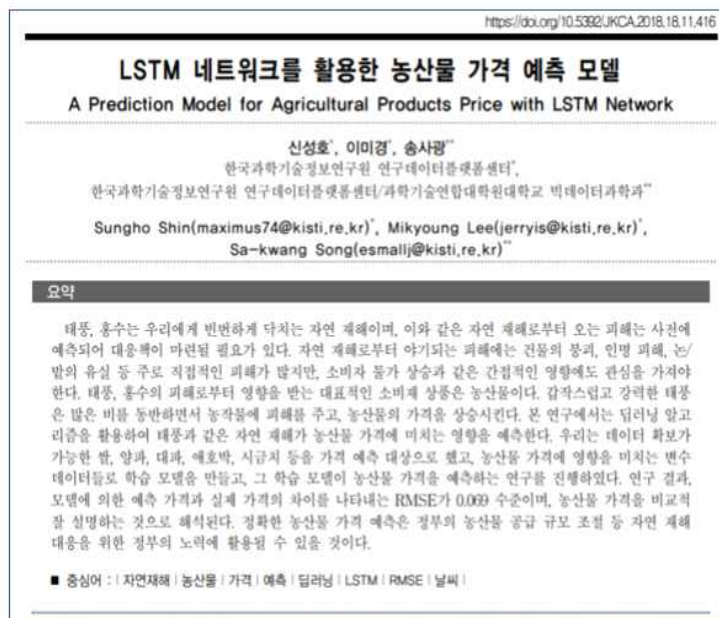 https://doi.org/10.5392/JKCA.2018.18.11.416
LSTM 네트워크를 활용한 농산물 가격 예측 모델
A Prediction Model for Agricultural Products Price with LSTM Network
신성호*, 이미경*, 송사광**
한국과학기술정보연구원 연구데이터플랫폼센터*,
한국과학기술정보연구원 연구데이터플랫폼센터/과학기술연합대학원대학교 빅데이터과학과**
Sungho Shin(maximus74@kisti.re.kr)*, Mikyoung Lee(jerryis@kisti.re.kr)*,
Sa-kwang Song(esmallj@kisti.re.kr)**
요약
태풍, 홍수는 우리에게 빈번하게 닥치는 자연 재해이며, 이와 같은 자연 재해로부터 오는 피해는 사전에
예측되어 대응책이 마련될 필요가 있다. 자연 재해로부터 야기되는 피해에는 건물의 붕괴, 인명 피해, 논/
밭의 유실 등 주로 직접적인 피해가 많지만, 소비자 물가 상승과 같은 간접적인 영향에도 관심을 가져야
한다. 태풍, 홍수의 피해로부터 영향을 받는 대표적인 소비재 상품은 농산물이다. 갑작스럽고 강력한 태풍
은 많은 비를 동반하면서 농작물에 피해를 주고, 농산물의 가격을 상승시킨다. 본 연구에서는 딥러닝 알고
리즘을 활용하여 태풍과 같은 자연 재해가 농산물 가격에 미치는 영향을 예측한다. 우리는 데이터 확보가
가능한 쌀, 양파, 대파, 애호박, 시금치 등을 가격 예측 대상으로 했고, 농산물 가격에 영향을 미치는 변수
데이터들로 학습 모델을 만들고, 그 학습 모델이 농산물 가격을 예측하는 연구를 진행하였다. 연구 결과,
모델에 의한 예측 가격과 실제 가격의 차이를 나타내는 RMSE가 0.069 수준이며, 농산물 가격을 비교적
잘 설명하는 것으로 해석된다. 정확한 농산물 가격 예측은 정부의 농산물 공급 규모 조절 등 자연 재해
대응을 위한 정부의 노력에 활용될 수 있을 것이다.
■ 중심어 : | 자연재해 | 농산물 | 가격 | 예측 | 딥러닝 | LSTM | RMSE | 날씨 |